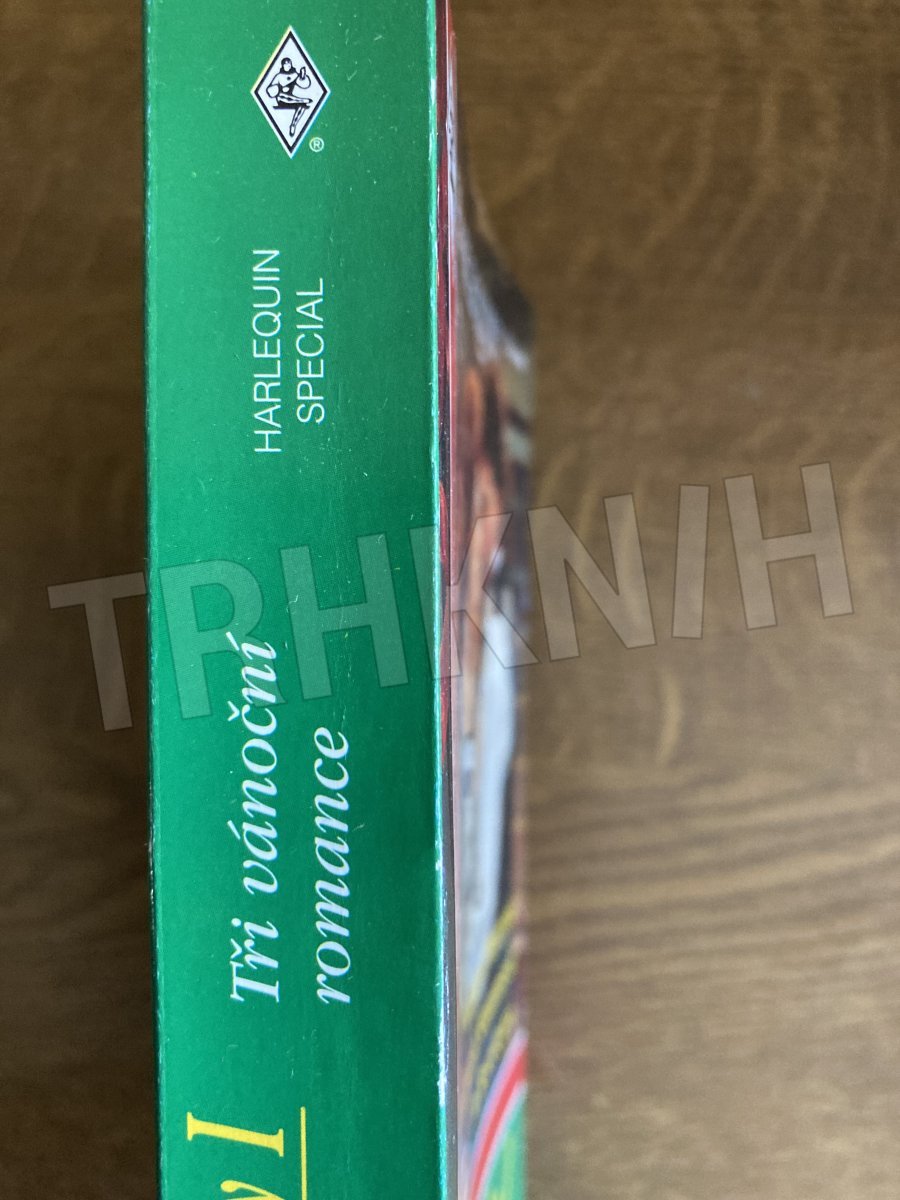 HARLEQUIN
SPECIAL
Tři vánoční
romance
I
®
TRHKNIH